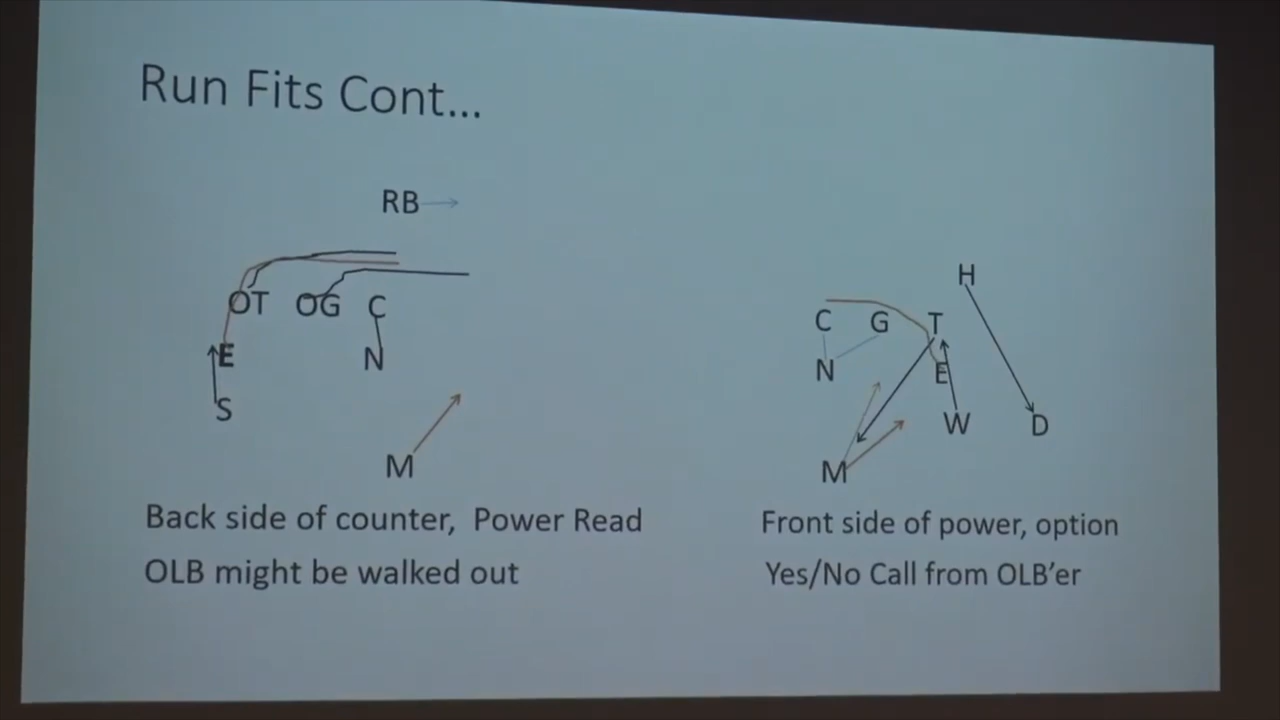 Run Fits Cont...
RB
OT OG C
E N
S
M
Back side of counter, Power Read
OLB might be walked out
H
C G T
N E
W D
M
Front side of power, option
Yes/No Call from OLB'er